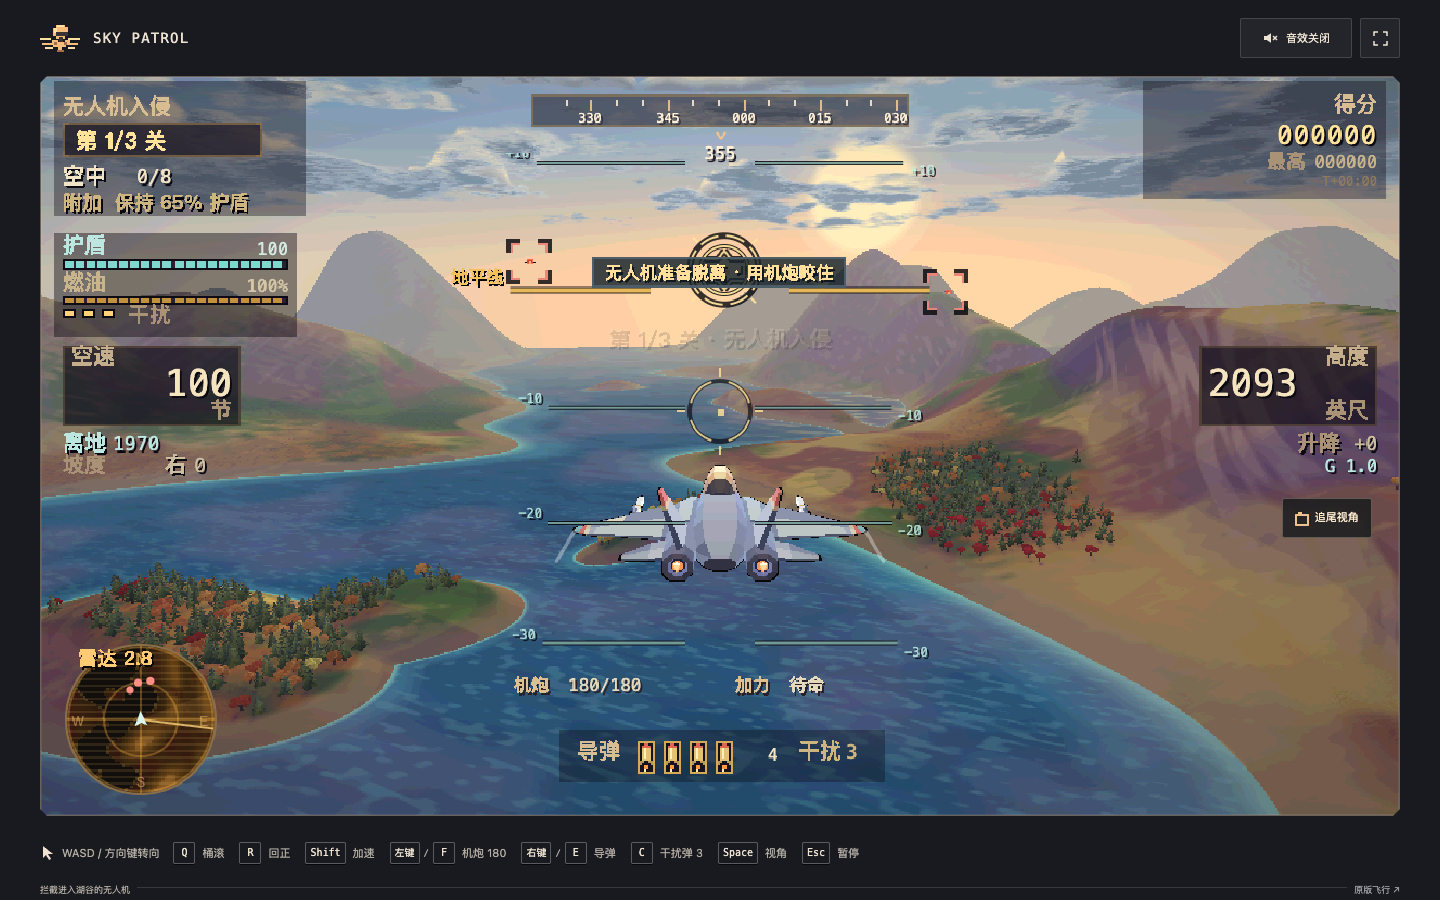 SKY PATROL
音效关闭
无人机入侵
第 1/3 关
空中 0/8
附加 保持 65% 护盾
330 345 000 015 030
355
得分
000000
最高 000000
T+00:00
+10
+10
护盾 100
燃油 100%
干扰
地平线
无人机准备脱离 · 用机炮咬住
第 1/3 关 · 无人机入侵
空速
100
节
离地 1970
坡度 右 0
高度
2093
英尺
升降 +0
G 1.0
追尾视角
-10
-10
-20
-20
-30
-30
雷达 2.8
W E
S
机炮 180/180 加力 待命
导弹 4 干扰 3
WASD / 方向键转向 Q 桶滚 R 回正 Shift 加速 左键 / F 机炮 180 右键 / E 导弹 C 干扰弹 3 Space 视角 Esc 暂停
拦截进入湖谷的无人机
原版飞行 ↗